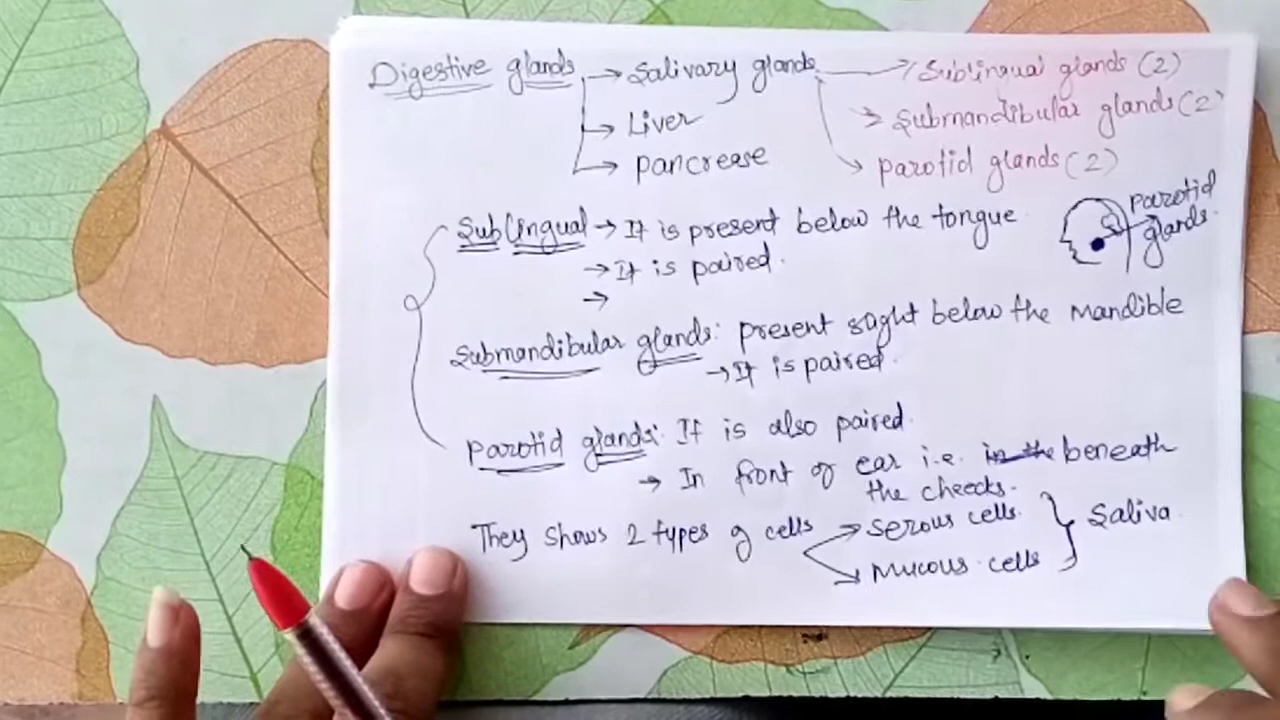 Digestive glands → Salivary glands → Sublingual glands (2)
→ Liver → Submandibular glands (2)
→ pancrease → parotid glands (2)
parotid glands.
Sublingual → It is present below the tongue
→ It is paired.
→
Submandibular glands: present right below the Mandible
→ It is paired.
parotid glands: It is also paired.
→ In front of ear i.e. in the beneath
the cheecks.
They shows 2 types of cells → serous cells. } Saliva
→ Mucous cells